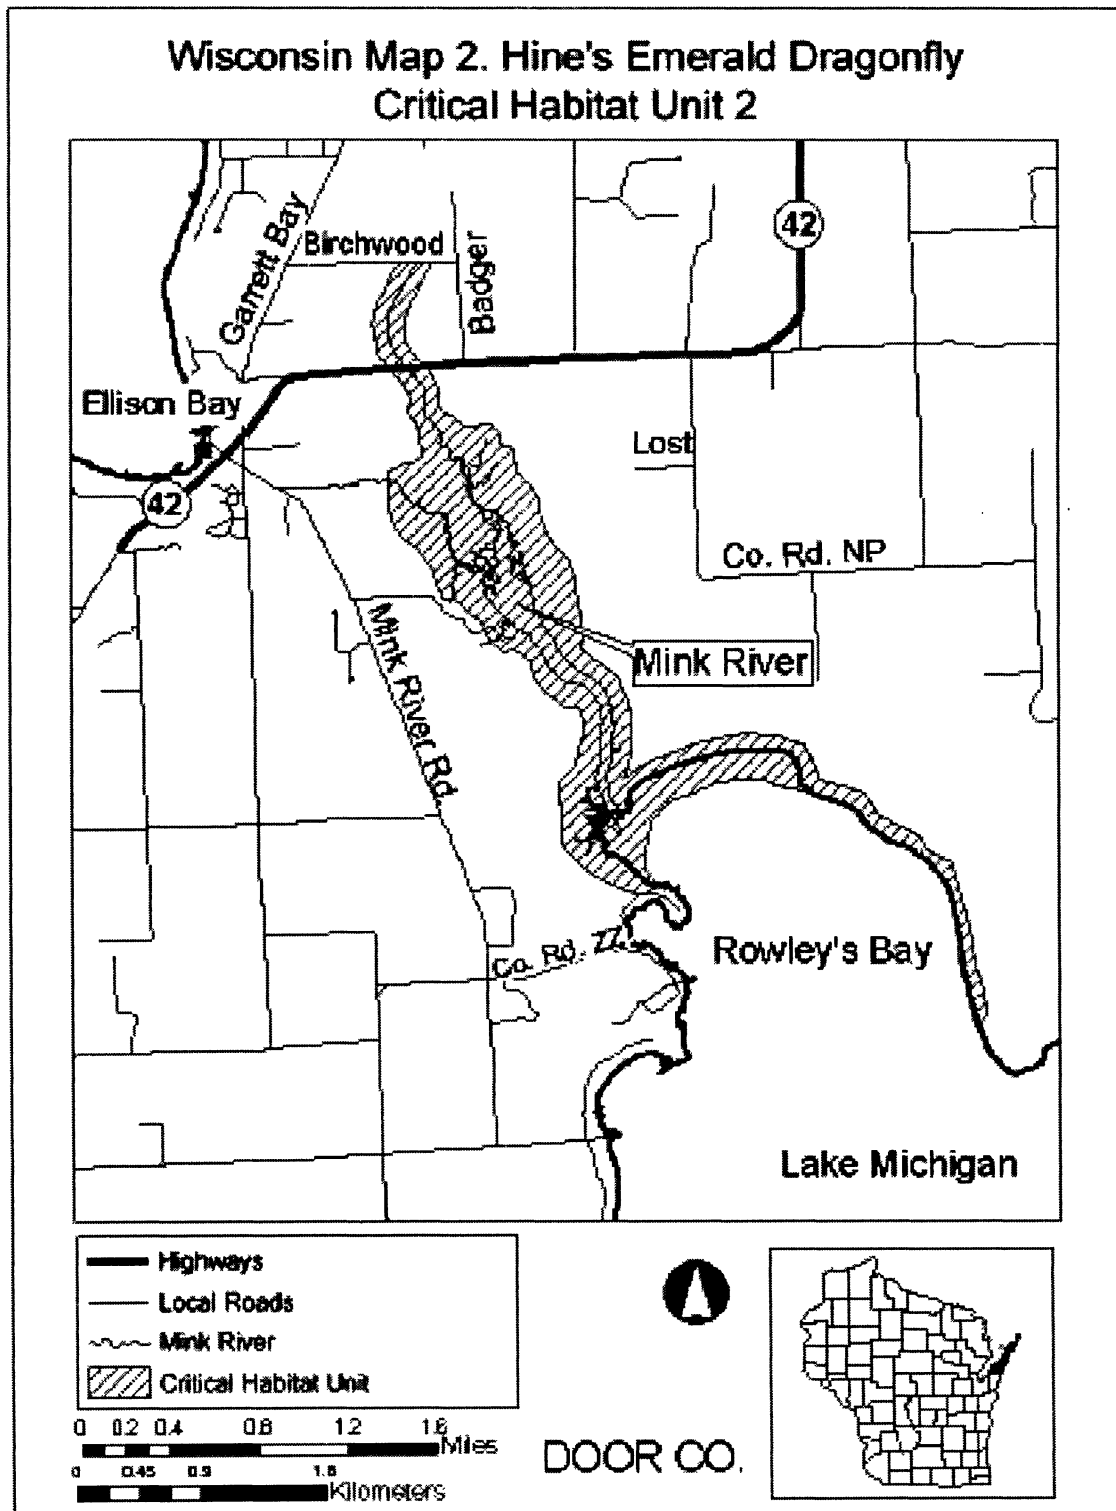 Wisconsin Map 2. Hine's Emerald Dragonfly
Critical Habitat Unit 2
42
Garrett Bay
Birchwood
Badger
Ellison Bay
Lost
42
Co. Rd. NP
Mink River
Mink River Rd.
Co. Rd. ZZ
Rowley's Bay
Lake Michigan
Highways
Local Roads
Mink River
Critical Habitat Unit
0 0.2 0.4 0.8 1.2 1.6
Miles
0 0.45 0.9 1.8
Kilometers
DOOR CO.